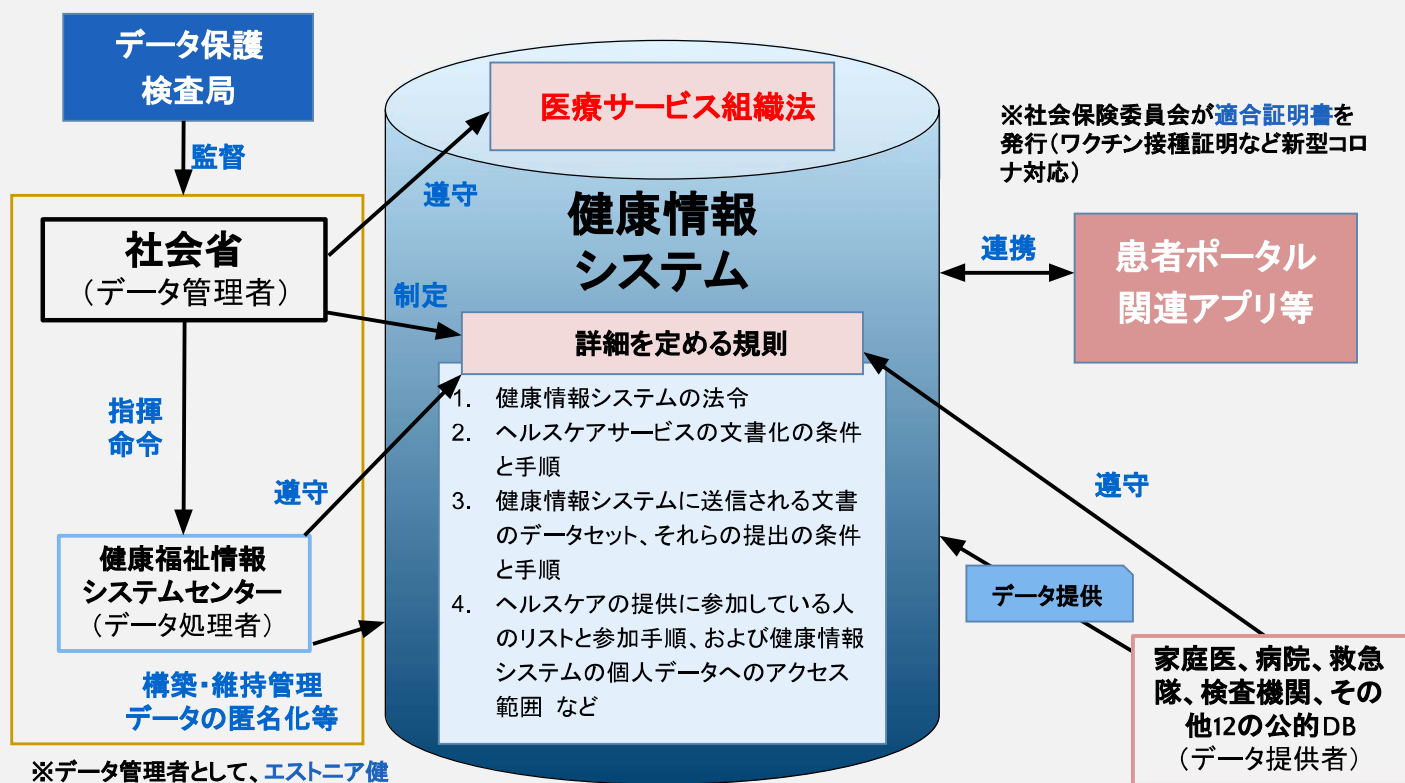 データ保護
検査局
監督
社会省
（データ管理者）
指揮
命令
健康福祉情報
システムセンター
（データ処理者）
構築・維持管理
データの匿名化等
※データ管理者として、エストニア健
遵守
制定
遵守
医療サービス組織法
健康情報
システム
詳細を定める規則
1. 健康情報システムの法令
2. ヘルスケアサービスの文書化の条件
と手順
3. 健康情報システムに送信される文書
のデータセット、それらの提出の条件
と手順
4. ヘルスケアの提供に参加している人
のリストと参加手順、および健康情報
システムの個人データへのアクセス
範囲 など
※社会保険委員会が適合証明書を
発行（ワクチン接種証明など新型コロ
ナ対応）
連携
患者ポータル
関連アプリ等
遵守
データ提供
家庭医、病院、救急
隊、検査機関、その
他12の公的DB
（データ提供者）